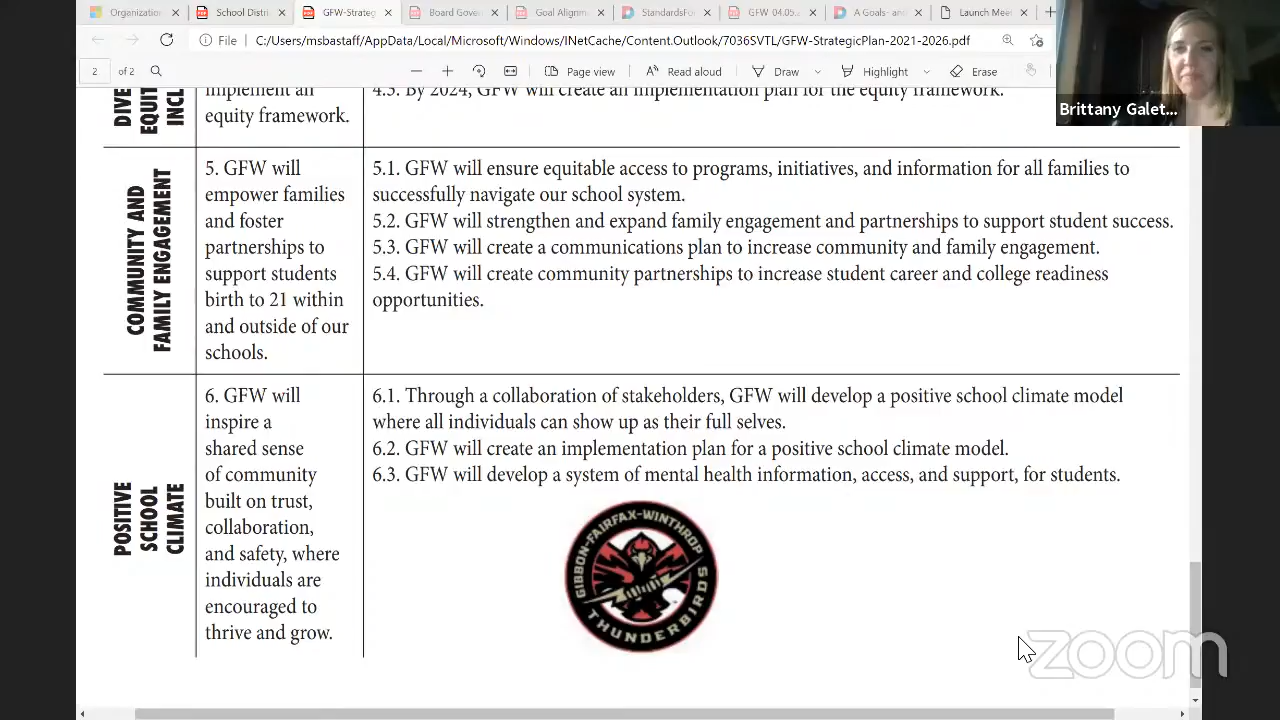 Organization
School Distri
GFW-Strateg
Board Gover
Goal Alignm
StandardsFo
GFW 04.05.
A Goals- and
Launch Meet
File
C:/Users/msbastaff/AppData/Local/Microsoft/Windows/INetCache/Content.Outlook/7036SVTL/GFW-StrategicPlan-2021-2026.pdf
2 of 2
Page view
Read aloud
Draw
Highlight
Erase
Brittany Galet...
DIVE
EQUIT
INCL
implement an
equity framework.
4.3. By 2024, GFW will create an implementation plan for the equity framework.
COMMUNITY AND
FAMILY ENGAGEMENT
5. GFW will
empower families
and foster
partnerships to
support students
birth to 21 within
and outside of our
schools.
5.1. GFW will ensure equitable access to programs, initiatives, and information for all families to
successfully navigate our school system.
5.2. GFW will strengthen and expand family engagement and partnerships to support student success.
5.3. GFW will create a communications plan to increase community and family engagement.
5.4. GFW will create community partnerships to increase student career and college readiness
opportunities.
POSITIVE
SCHOOL
CLIMATE
6. GFW will
inspire a
shared sense
of community
built on trust,
collaboration,
and safety, where
individuals are
encouraged to
thrive and grow.
6.1. Through a collaboration of stakeholders, GFW will develop a positive school climate model
where all individuals can show up as their full selves.
6.2. GFW will create an implementation plan for a positive school climate model.
6.3. GFW will develop a system of mental health information, access, and support, for students.
GIBBON-FAIRFAX-WINTHROP
THUNDERBIRDS
zoom